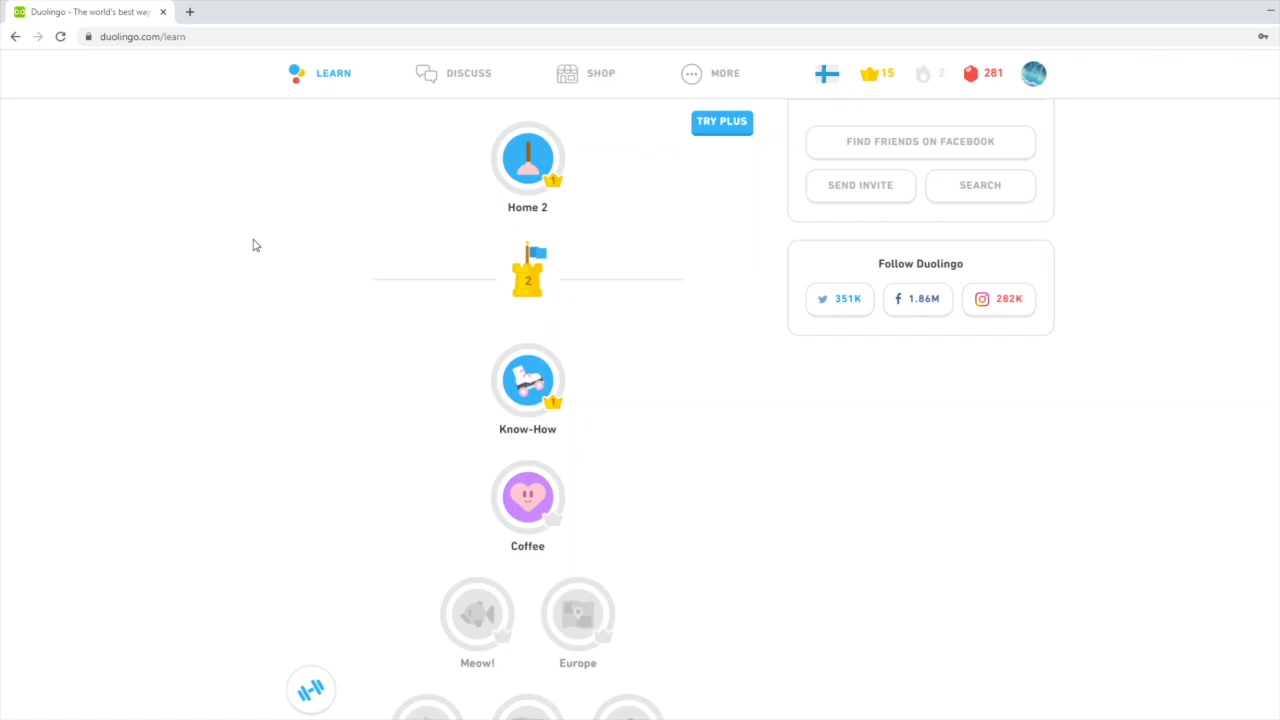 Duolingo - The world's best way
duolingo.com/learn
LEARN DISCUSS SHOP MORE 15 2 281
TRY PLUS
FIND FRIENDS ON FACEBOOK
1
SEND INVITE SEARCH
Home 2
2
Follow Duolingo
351K 1.86M 282K
1
Know-How
Coffee
Meow! Europe